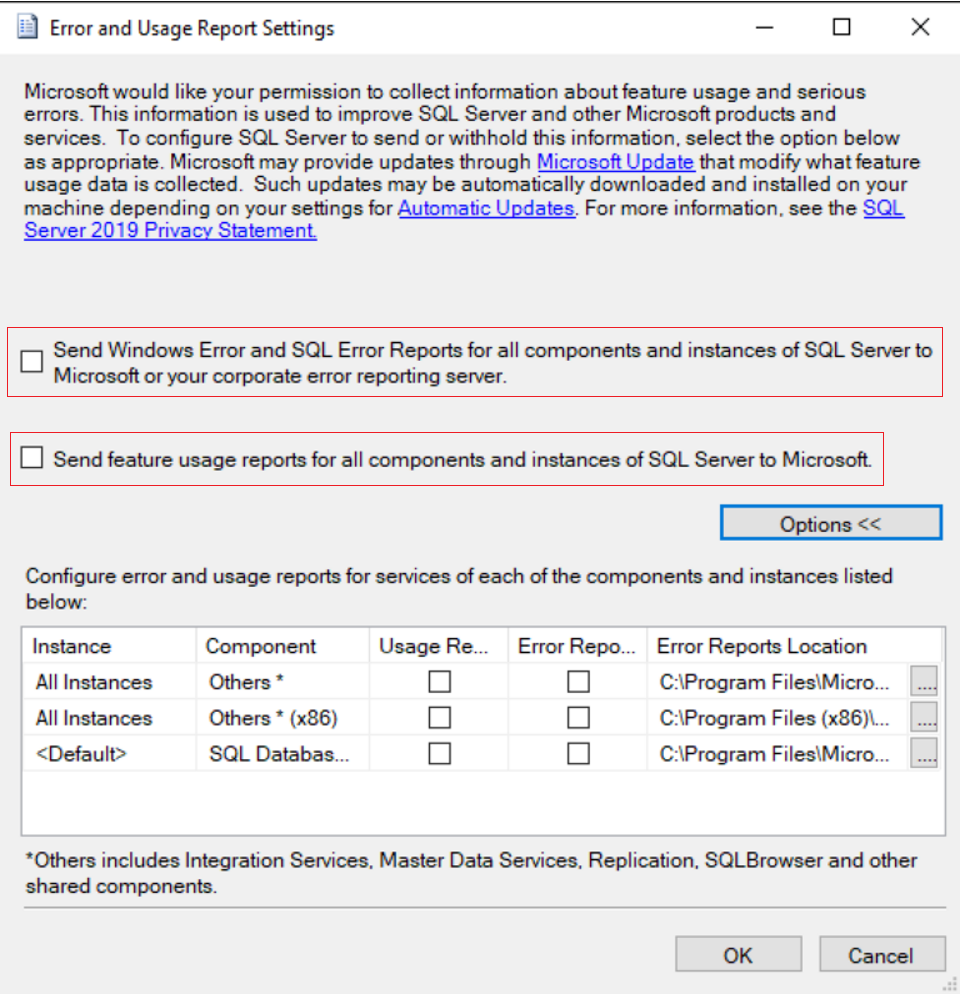 Error and Usage Report Settings
Microsoft would like your permission to collect information about feature usage and serious
errors. This information is used to improve SQL Server and other Microsoft products and
services.  To configure SQL Server to send or withhold this information, select the option below
as appropriate. Microsoft may provide updates through Microsoft Update that modify what feature
usage data is collected.  Such updates may be automatically downloaded and installed on your
machine depending on your settings for Automatic Updates. For more information, see the SQL
Server 2019 Privacy Statement.
Send Windows Error and SQL Error Reports for all components and instances of SQL Server to
Microsoft or your corporate error reporting server.
Send feature usage reports for all components and instances of SQL Server to Microsoft.
Options <<
Configure error and usage reports for services of each of the components and instances listed
below:
Instance Component Usage Re... Error Repo... Error Reports Location
All Instances Others * C:\Program Files\Micro... ....
All Instances Others * (x86) C:\Program Files (x86)\... ....
<Default> SQL Databas... C:\Program Files\Micro... ....
*Others includes Integration Services, Master Data Services, Replication, SQLBrowser and other
shared components.
OK Cancel